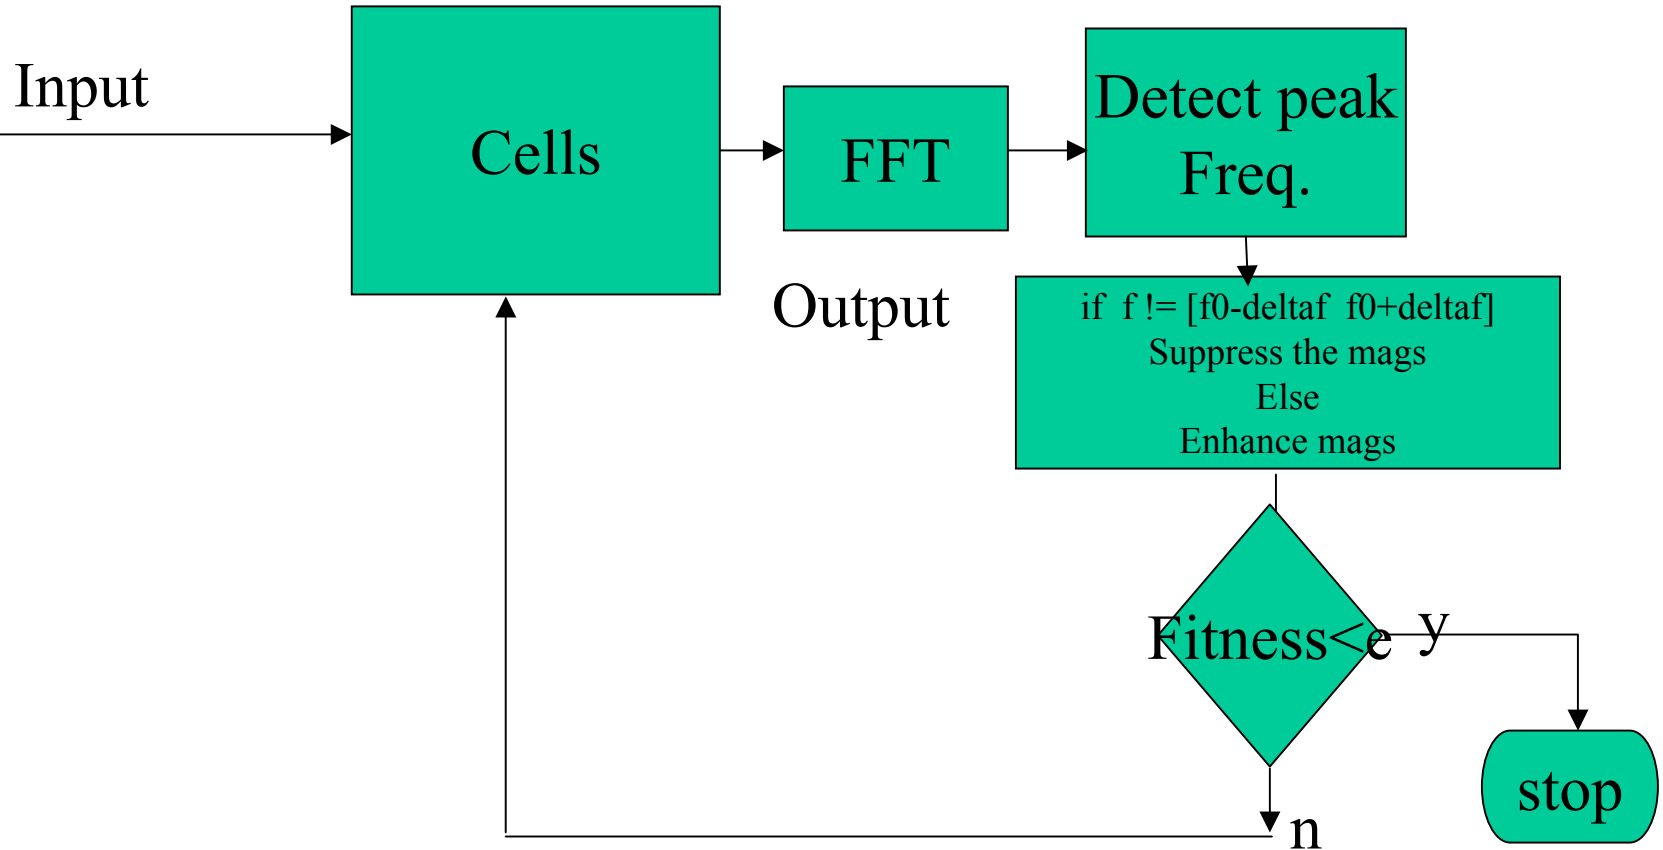 Input
Cells
FFT
Detect peak
Freq.
Output
if f != [f0-deltaf f0+deltaf]
Suppress the mags
Else
Enhance mags
Fitness<e
y
stop
n